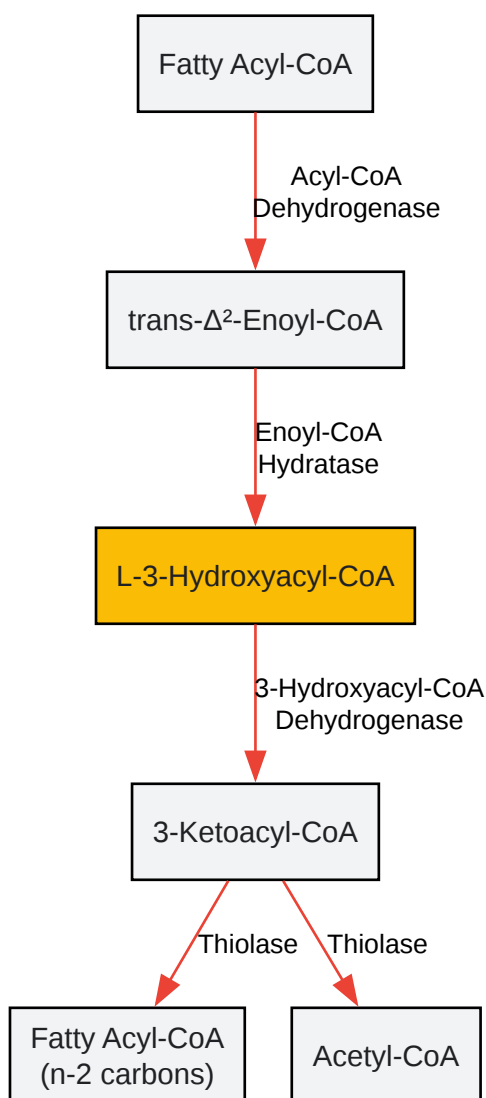 Fatty Acyl-CoA
Acyl-CoA
Dehydrogenase
trans-Δ²-Enoyl-CoA
Enoyl-CoA
Hydratase
L-3-Hydroxyacyl-CoA
3-Hydroxyacyl-CoA
Dehydrogenase
3-Ketoacyl-CoA
Thiolase
Thiolase
Fatty Acyl-CoA
(n-2 carbons)
Acetyl-CoA